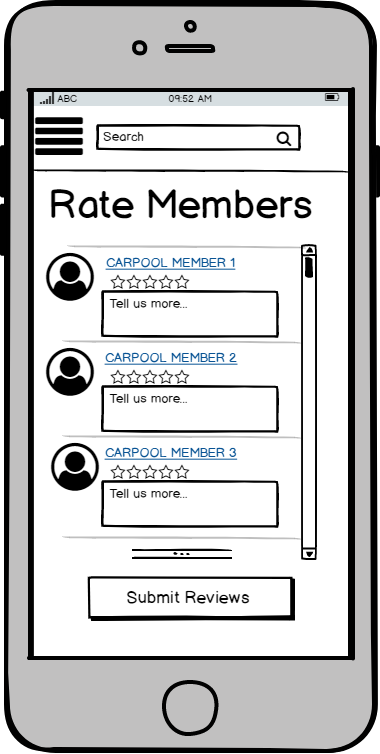 ABC 09:52 AM
Search
Rate Members
CARPOOL MEMBER 1
Tell us more...
CARPOOL MEMBER 2
Tell us more...
CARPOOL MEMBER 3
Tell us more...
Submit Reviews